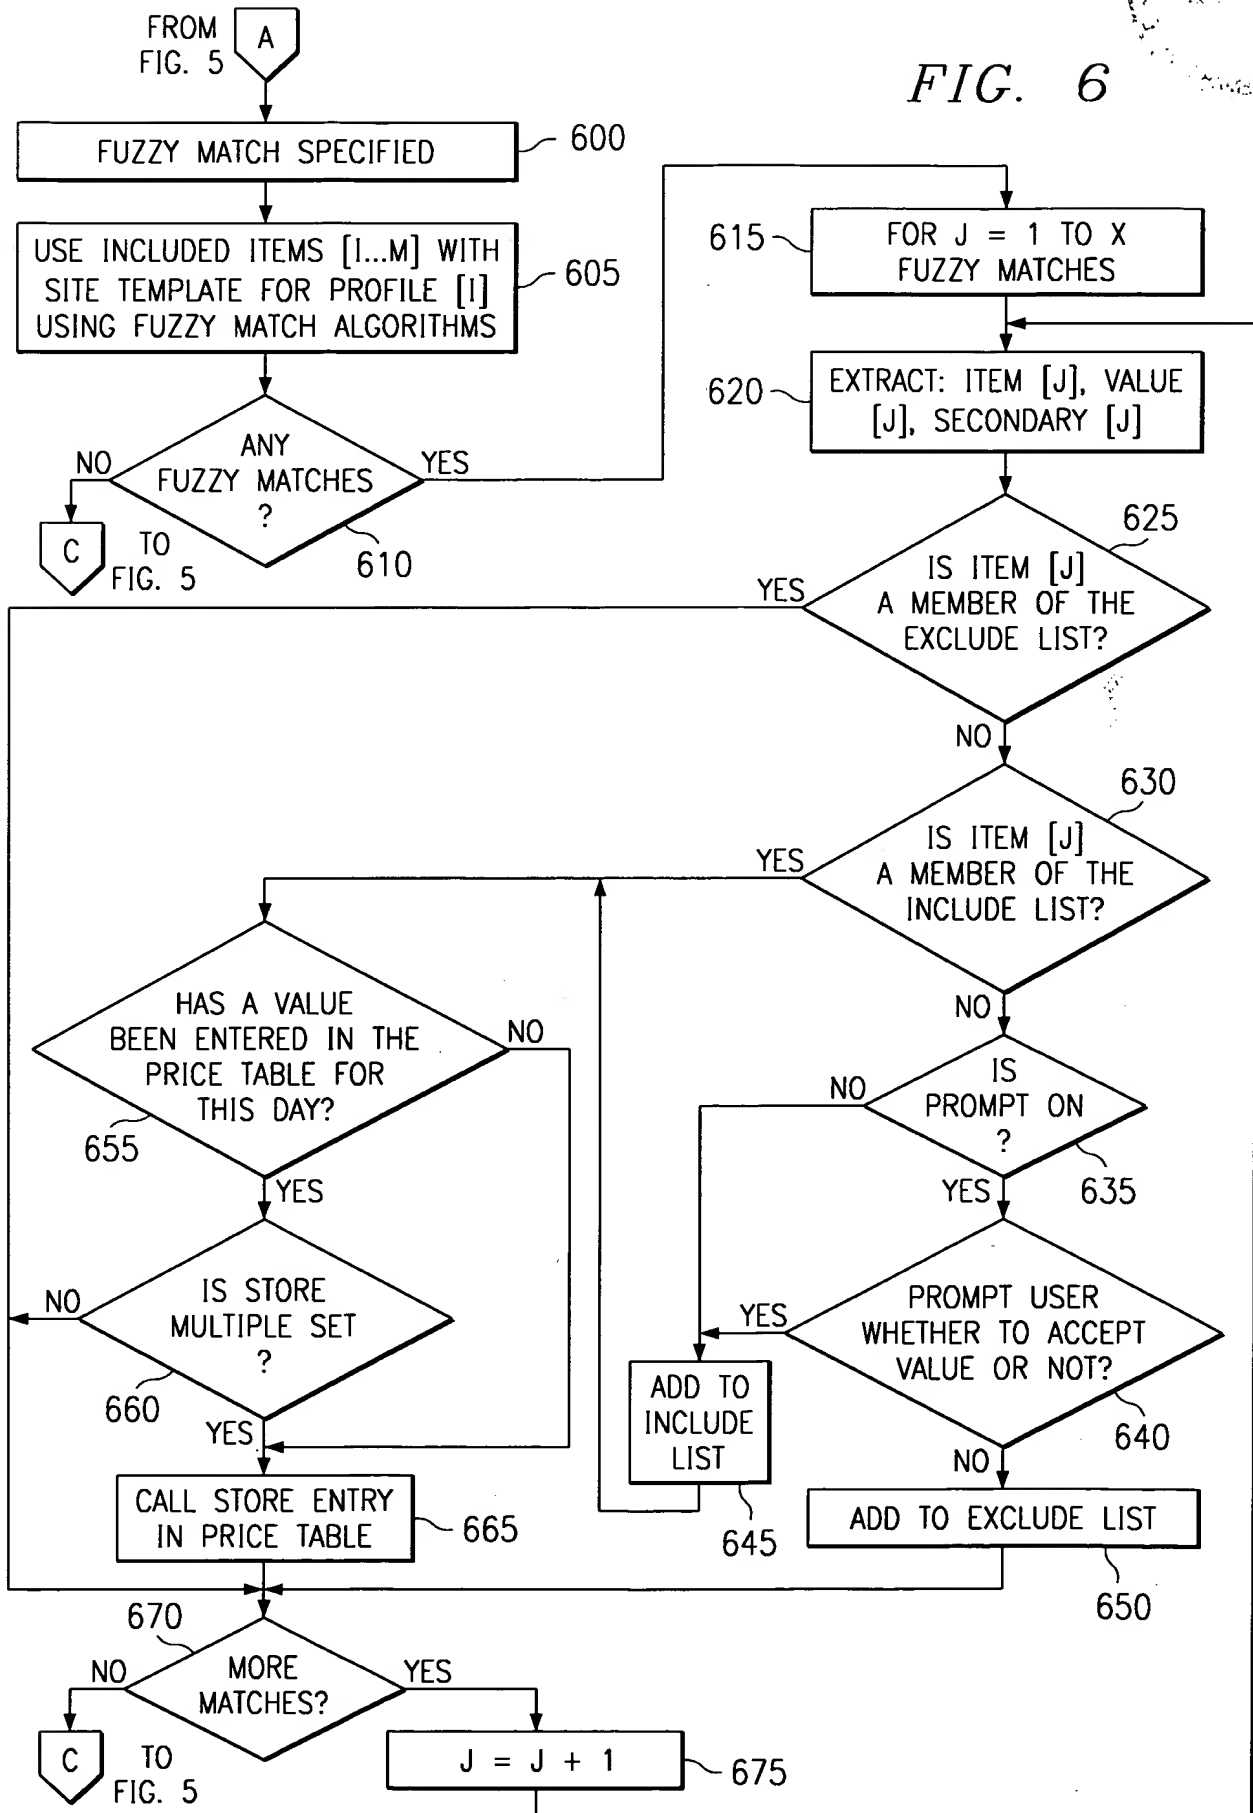 FROM
FIG. 5
A
FIG. 6
FUZZY MATCH SPECIFIED
600
USE INCLUDED ITEMS [I...M] WITH
SITE TEMPLATE FOR PROFILE [I]
USING FUZZY MATCH ALGORITHMS
605
ANY
FUZZY MATCHES
?
NO
YES
610
C
TO
FIG. 5
615
FOR J = 1 TO X
FUZZY MATCHES
620
EXTRACT: ITEM [J], VALUE
[J], SECONDARY [J]
625
IS ITEM [J]
A MEMBER OF THE
EXCLUDE LIST?
YES
NO
630
IS ITEM [J]
A MEMBER OF THE
INCLUDE LIST?
YES
NO
IS
PROMPT ON
?
NO
YES
635
PROMPT USER
WHETHER TO ACCEPT
VALUE OR NOT?
YES
NO
640
ADD TO
INCLUDE
LIST
645
ADD TO EXCLUDE LIST
650
HAS A VALUE
BEEN ENTERED IN THE
PRICE TABLE FOR
THIS DAY?
NO
YES
655
IS STORE
MULTIPLE SET
?
NO
YES
660
CALL STORE ENTRY
IN PRICE TABLE
665
670
MORE
MATCHES?
NO
YES
C
TO
FIG. 5
J = J + 1
675